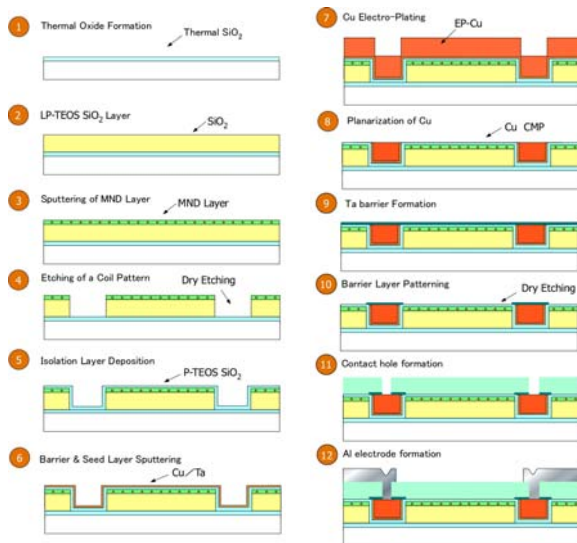 1
Thermal Oxide Formation
Thermal SiO₂
2
LP-TEOS SiO₂ Layer
SiO₂
3
Sputtering of MND Layer
MND Layer
4
Etching of a Coil Pattern
Dry Etching
5
Isolation Layer Deposition
P-TEOS SiO₂
6
Barrier & Seed Layer Sputtering
Cu/Ta
7
Cu Electro-Plating
EP-Cu
8
Planarization of Cu
Cu CMP
9
Ta barrier Formation
10
Barrier Layer Patterning
Dry Etching
11
Contact hole formation
12
Al electrode formation